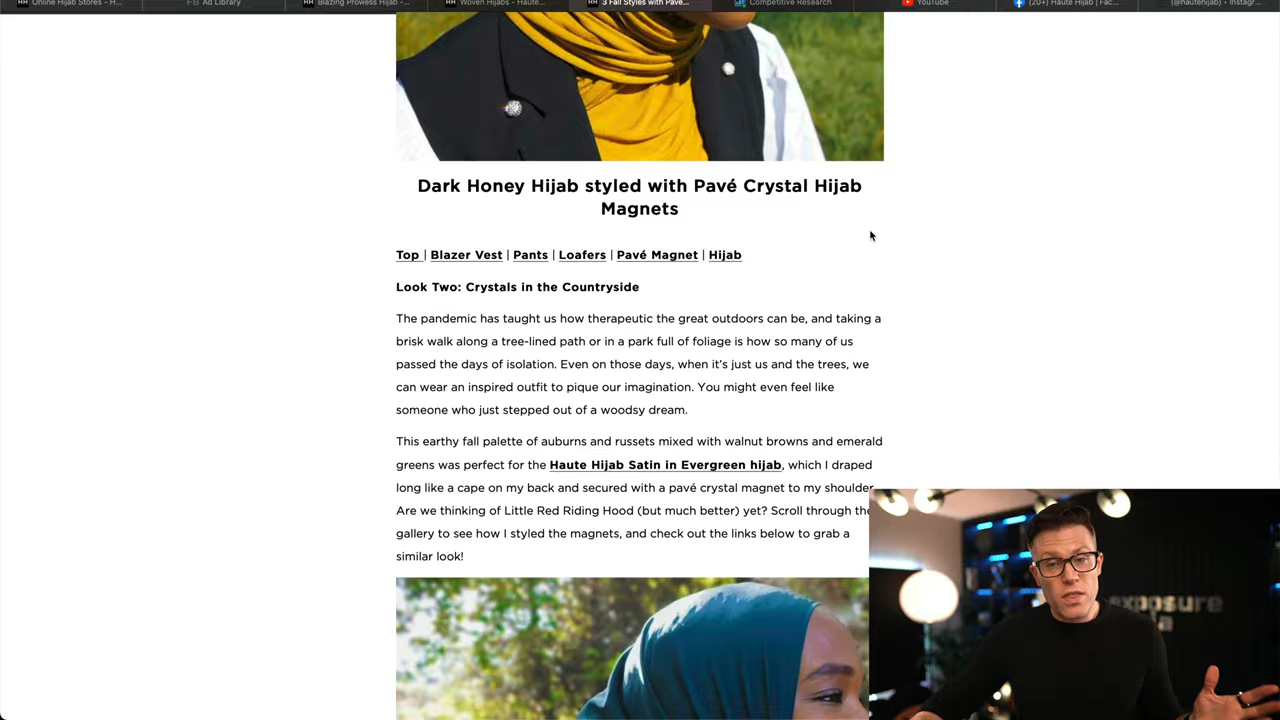 Online Hijab Stores - H...
Ad Library
Blazing Prowess Hijab -...
Woven Hijabs - Haute...
3 Fall Styles with Pavé...
Competitive Research
YouTube
(20+) Haute Hijab | Fac...
(@hautehijab) • Instagr...
Dark Honey Hijab styled with Pavé Crystal Hijab
Magnets
Top | Blazer Vest | Pants | Loafers | Pavé Magnet | Hijab
Look Two: Crystals in the Countryside
The pandemic has taught us how therapeutic the great outdoors can be, and taking a
brisk walk along a tree-lined path or in a park full of foliage is how so many of us
passed the days of isolation. Even on those days, when it's just us and the trees, we
can wear an inspired outfit to pique our imagination. You might even feel like
someone who just stepped out of a woodsy dream.
This earthy fall palette of auburns and russets mixed with walnut browns and emerald
greens was perfect for the Haute Hijab Satin in Evergreen hijab, which I draped
long like a cape on my back and secured with a pavé crystal magnet to my shoulder.
Are we thinking of Little Red Riding Hood (but much better) yet? Scroll through the
gallery to see how I styled the magnets, and check out the links below to grab a
similar look!
exposure